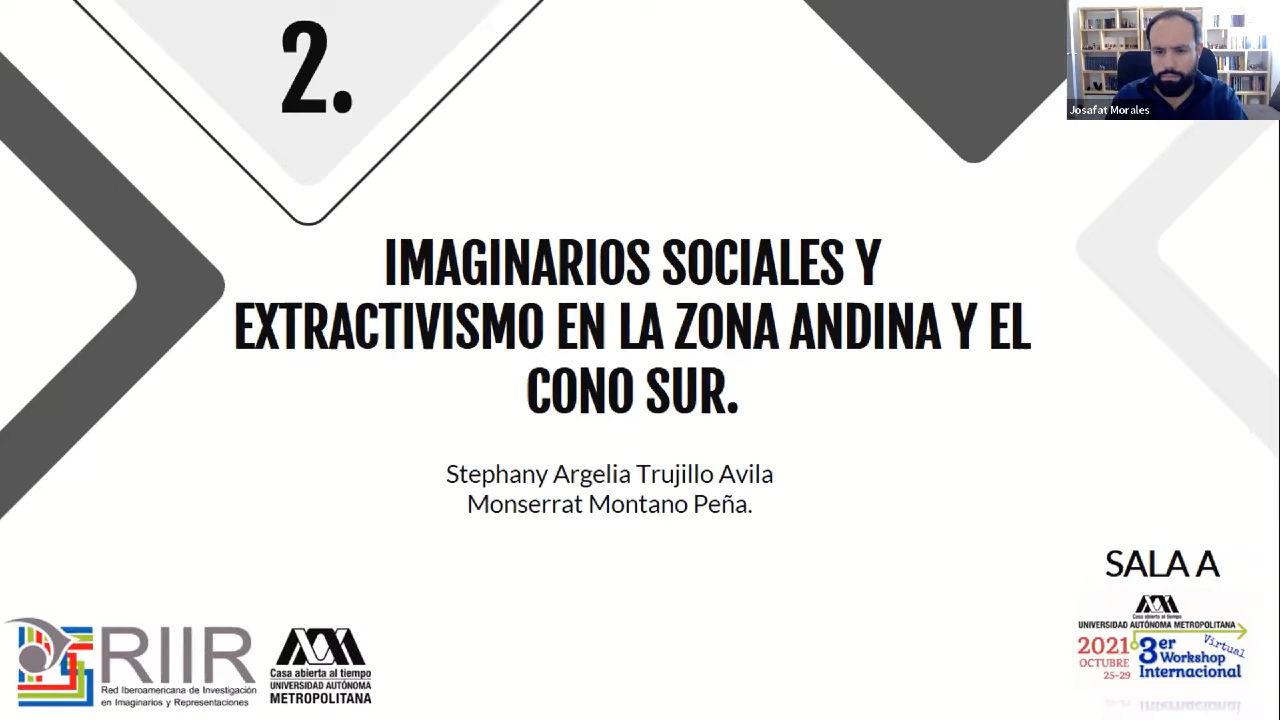 2.
Josafat Morales
IMAGINARIOS SOCIALES Y
EXTRACTIVISMO EN LA ZONA ANDINA Y EL
CONO SUR.
Stephany Argelia Trujillo Avila
Monserrat Montano Peña.
SALA A
Casa abierta al tiempo
UNIVERSIDAD AUTÓNOMA METROPOLITANA
2021
OCTUBRE
25-29
3er
Workshop
Internacional
Virtual
RIIR
Red Iberoamericana de Investigación
en Imaginarios y Representaciones
Casa abierta al tiempo
UNIVERSIDAD AUTÓNOMA
METROPOLITANA